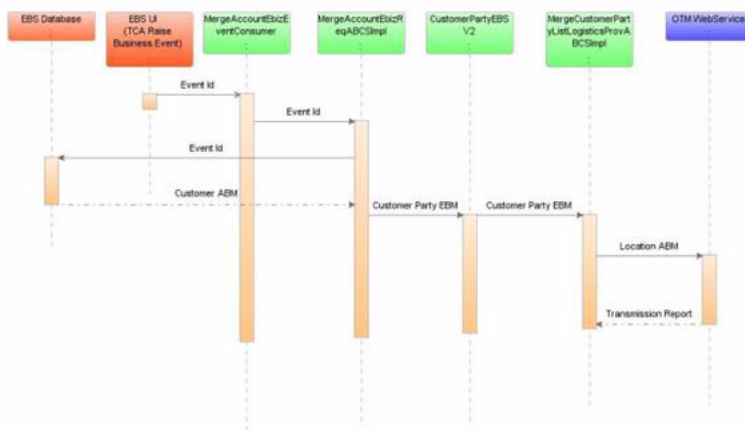 EBS Database
EBS UI
(TCA Raise
Business Event)
MergeAccountEbizE
ventConsumer
MergeAccountEbizR
eqABCSImpl
CustomerPartyEBS
V2
MergeCustomerPart
yListLogisticsProvA
BCSImpl
OTM WebService
Event Id
Event Id
Event Id
Customer ABM
Customer Party EBM
Customer Party EBM
Location ABM
Transmission Report